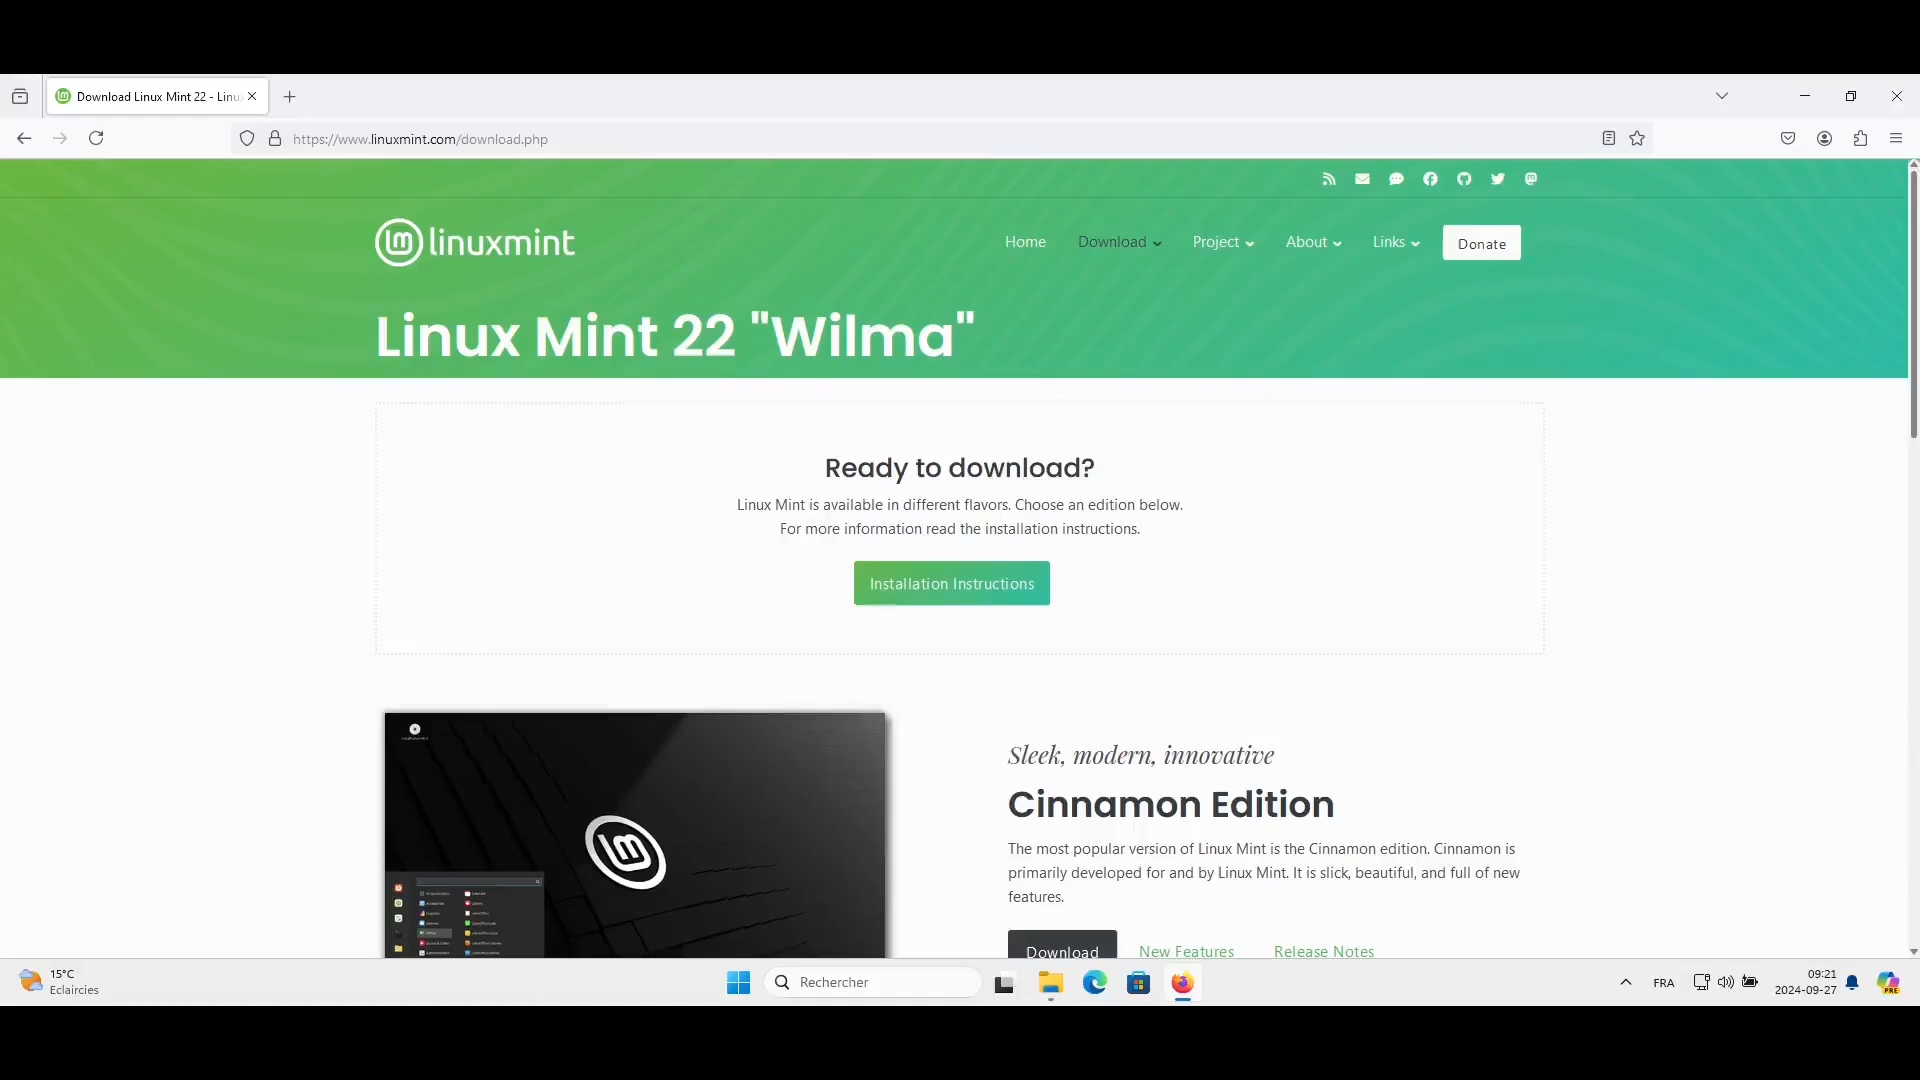 Download Linux Mint 22 - Linu
https://www.linuxmint.com/download.php
linuxmint
Home Download Project About Links Donate
Linux Mint 22 "Wilma"
Ready to download?
Linux Mint is available in different flavors. Choose an edition below.
For more information read the installation instructions.
Installation Instructions
Sleek, modern, innovative
Cinnamon Edition
The most popular version of Linux Mint is the Cinnamon edition. Cinnamon is
primarily developed for and by Linux Mint. It is slick, beautiful, and full of new
features.
Download New Features Release Notes
15°C
Eclaircies
Rechercher
FRA
09:21
2024-09-27
PRE